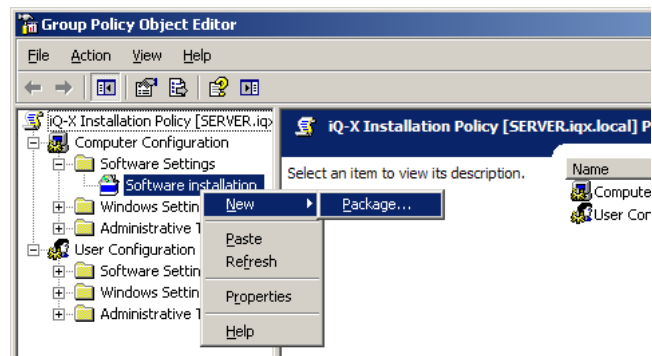 Group Policy Object Editor
File Action View Help
iQ-X Installation Policy [SERVER.iqx
Computer Configuration
Software Settings
Software installation
Windows Settin
Administrative T
User Configuration
Software Settin
Windows Settin
Administrative T
New
Package...
Paste
Refresh
Properties
Help
iQ-X Installation Policy [SERVER.iqx.local] P
Select an item to view its description.
Name
Compute
User Con